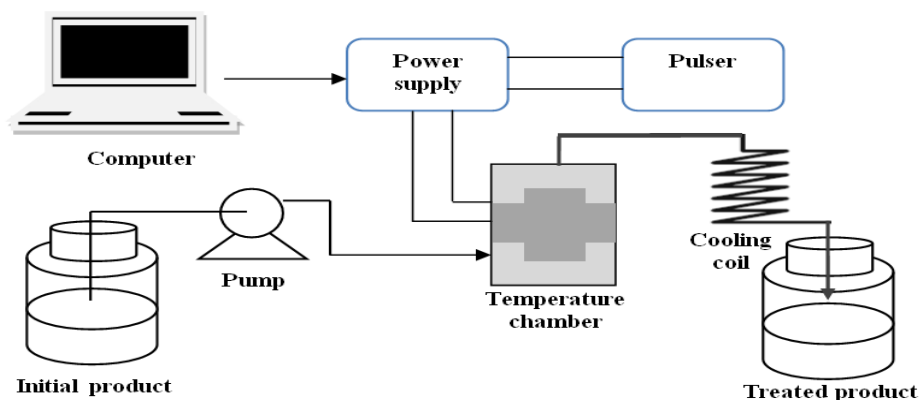 Power
supply
Pulser
Computer
Pump
Cooling
coil
Temperature
chamber
Initial product
Treated product